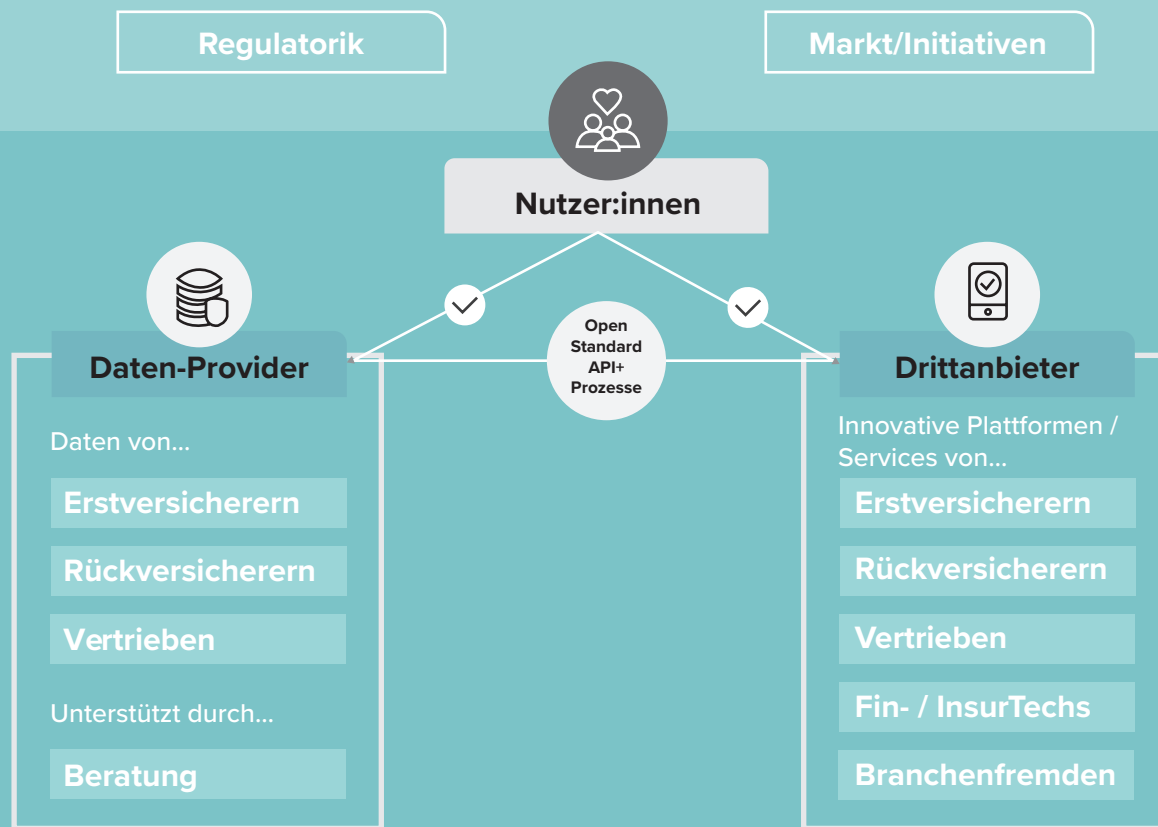 Regulatorik
Markt/Initiativen
Nutzer:innen
Open
Standard
API+
Prozesse
Daten-Provider
Daten von...
Erstversicherern
Rückversicherern
Vertrieben
Unterstützt durch...
Beratung
Drittanbieter
Innovative Plattformen /
Services von...
Erstversicherern
Rückversicherern
Vertrieben
Fin- / InsurTechs
Branchenfremden